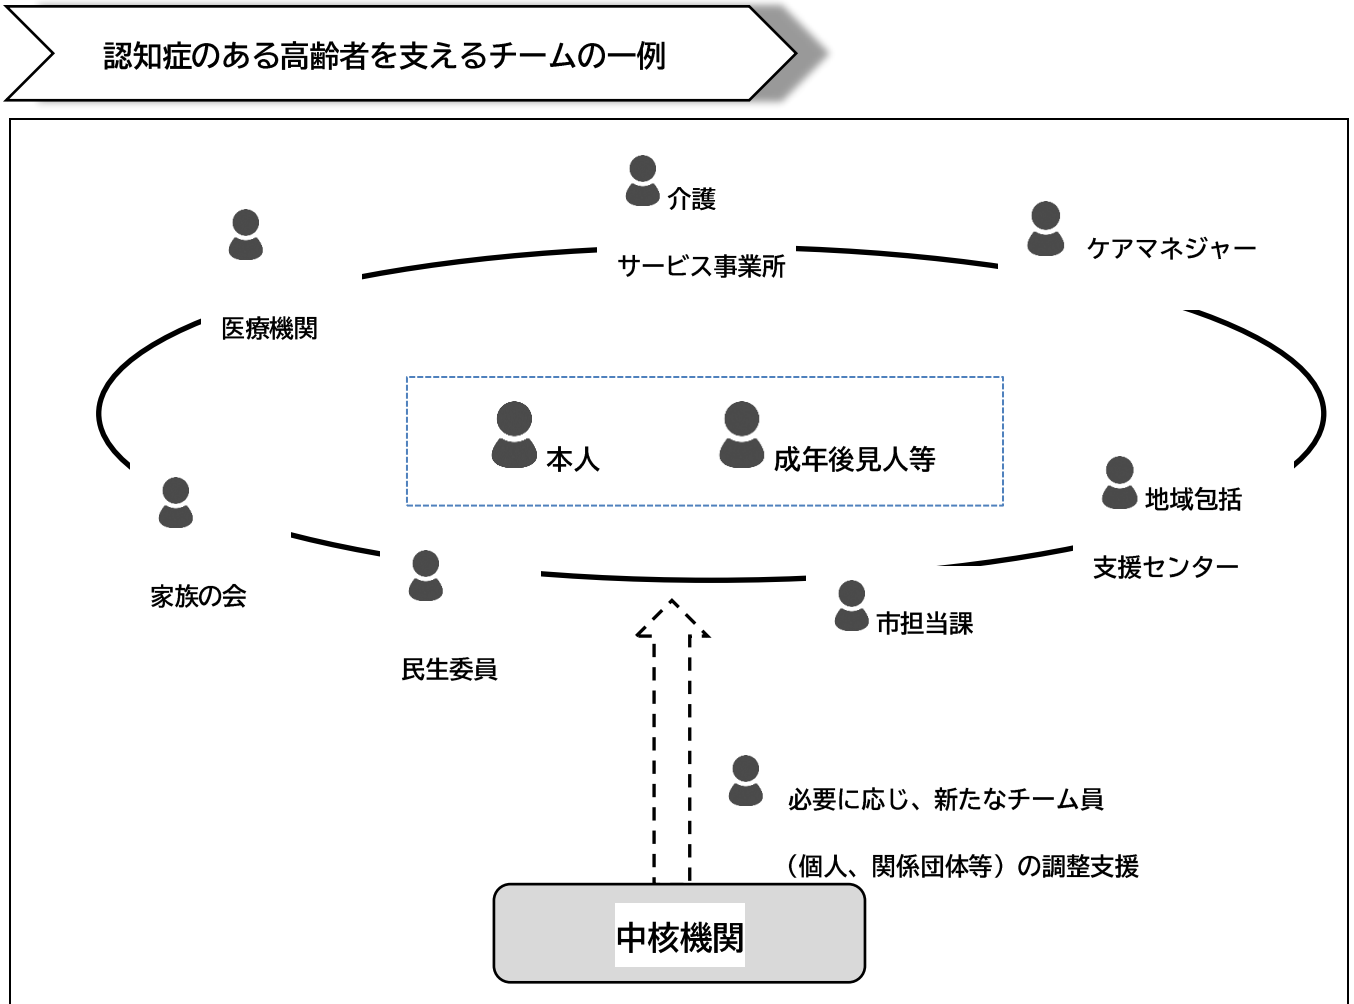 認知症のある高齢者を支えるチームの一例
介護
サービス事業所
ケアマネジャー
医療機関
本人
成年後見人等
地域包括
支援センター
家族の会
市担当課
民生委員
必要に応じ、新たなチーム員
（個人、関係団体等）の調整支援
中核機関